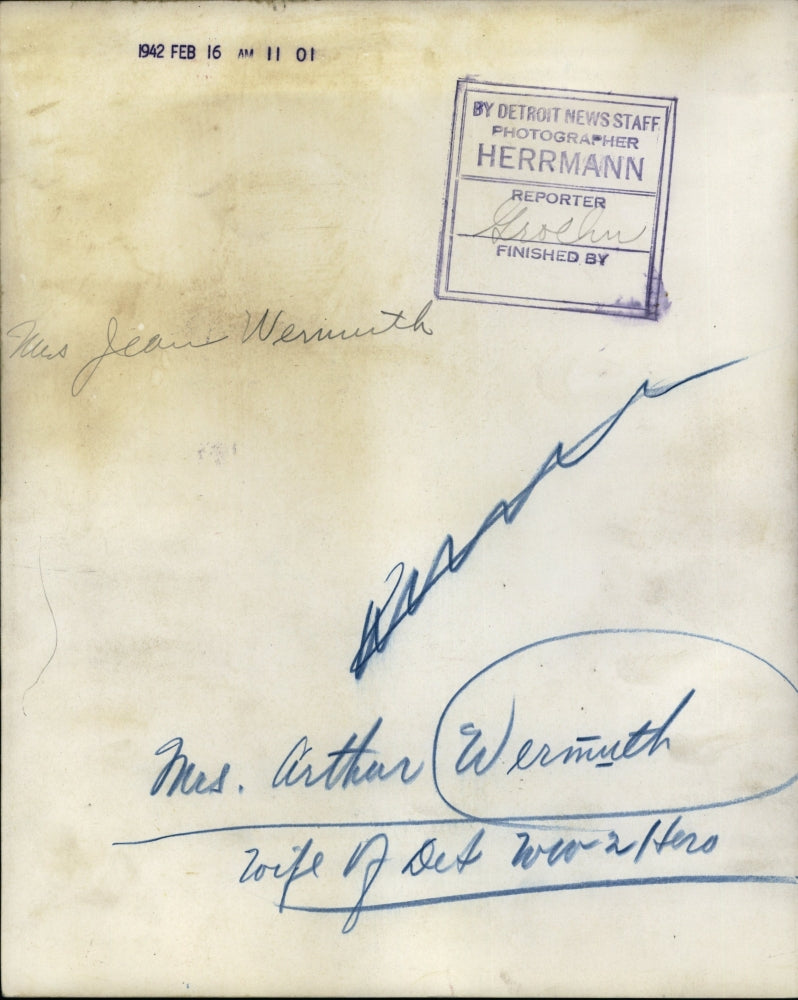 1942 FEB 16 AM 11 01
BY DETROIT NEWS STAFF
PHOTOGRAPHER
HERRMANN
REPORTER
FINISHED BY
Mrs Jean Wermuth
Mrs. Arthur Wermuth
Wife of Det WW-2 Hero